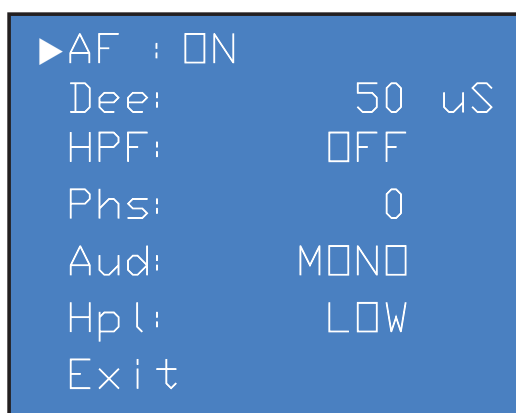 ▶AF : ON
Dee: 50 uS
HPF: OFF
Phs: 0
Aud: MONO
Hpl: LOW
Exit